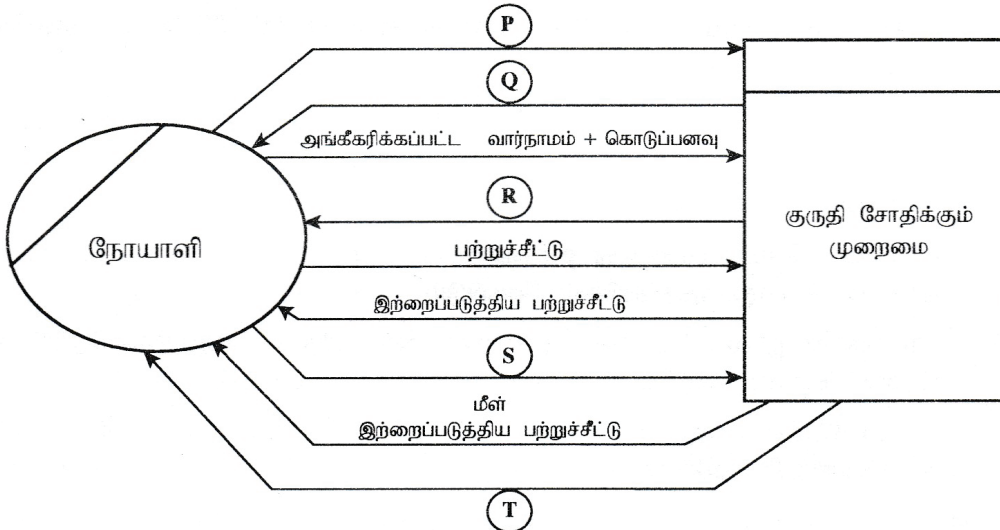 P
Q
அங்கீகரிக்கப்பட்ட வார்நாமம் + கொடுப்பனவு
R
குருதி சோதிக்கும்
முறைமை
நோயாளி
பற்றுச்சீட்டு
இற்றைப்படுத்திய பற்றுச்சீட்டு
S
மீள்
இற்றைப்படுத்திய பற்றுச்சீட்டு
T